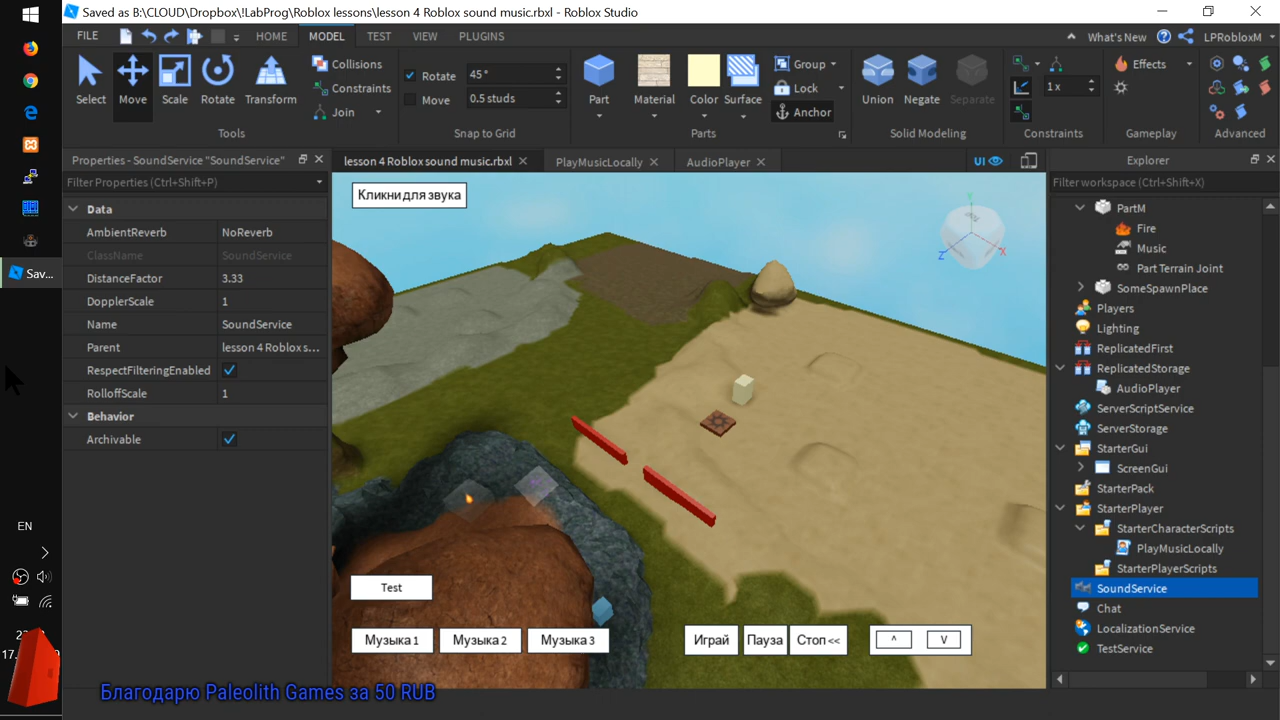 Saved as B:\CLOUD\Dropbox\!LabProg\Roblox lessons\lesson 4 Roblox sound music.rbxl - Roblox Studio
FILE HOME MODEL TEST VIEW PLUGINS What's New LPRobloxM
Select Move Scale Rotate Transform
Collisions
Constraints
Join
Rotate 45 °
Move 0.5 studs
Part Material Color Surface
Group
Lock
Anchor
Union Negate Separate
1 x
Effects
Tools Snap to Grid Parts Solid Modeling Constraints Gameplay Advanced
Properties - SoundService "SoundService"
Filter Properties (Ctrl+Shift+P)
Data
AmbientReverb NoReverb
ClassName SoundService
DistanceFactor 3.33
DopplerScale 1
Name SoundService
Parent lesson 4 Roblox s...
RespectFilteringEnabled
RolloffScale 1
Behavior
Archivable
lesson 4 Roblox sound music.rbxl PlayMusicLocally AudioPlayer UI
Кликни для звука
Y
X
Z
Test
Музыка 1 Музыка 2 Музыка 3 Играй Пауза Стоп << ^ V
Explorer
Filter workspace (Ctrl+Shift+X)
PartM
Fire
Music
Part Terrain Joint
SomeSpawnPlace
Players
Lighting
ReplicatedFirst
ReplicatedStorage
AudioPlayer
ServerScriptService
ServerStorage
StarterGui
ScreenGui
StarterPack
StarterPlayer
StarterCharacterScripts
PlayMusicLocally
StarterPlayerScripts
SoundService
Chat
LocalizationService
TestService
Sav...
EN
Благодарю Paleolith Games за 50 RUB